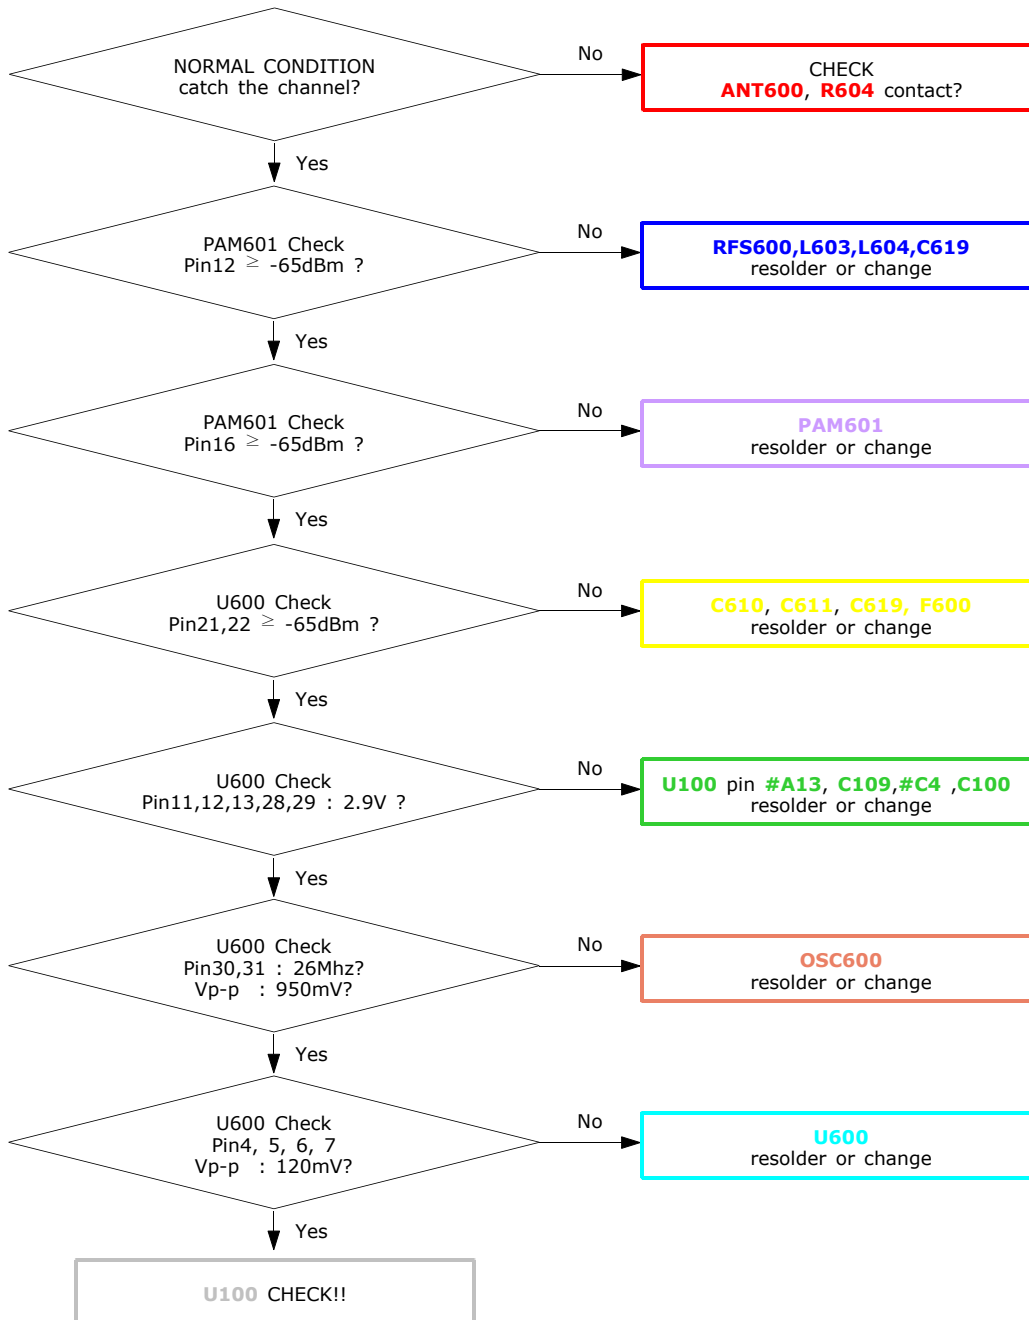 NORMAL CONDITION
catch the channel?
No
CHECK
ANT600, R604 contact?
Yes
PAM601 Check
Pin12 ≥ -65dBm ?
No
RFS600,L603,L604,C619
resolder or change
Yes
PAM601 Check
Pin16 ≥ -65dBm ?
No
PAM601
resolder or change
Yes
U600 Check
Pin21,22 ≥ -65dBm ?
No
C610, C611, C619, F600
resolder or change
Yes
U600 Check
Pin11,12,13,28,29 : 2.9V ?
No
U100 pin #A13, C109,#C4 ,C100
resolder or change
Yes
U600 Check
Pin30,31 : 26Mhz?
Vp-p : 950mV?
No
OSC600
resolder or change
Yes
U600 Check
Pin4, 5, 6, 7
Vp-p : 120mV?
No
U600
resolder or change
Yes
U100 CHECK!!